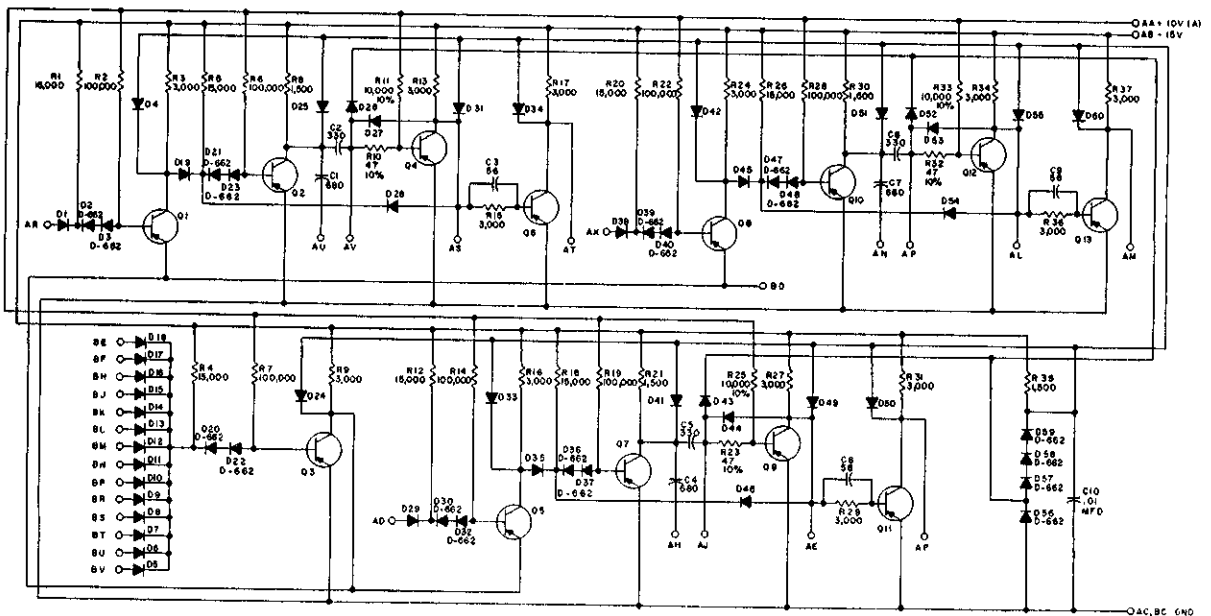 AA + 10V (A)
AB - 15V
R1
15,000
R2
100,000
R3
3,000
R5
15,000
R6
100,000
R8
1,500
R11
10,000
10%
R13
3,000
R17
3,000
R20
15,000
R22
100,000
R24
3,000
R26
15,000
R28
100,000
R30
1,500
R33
10,000
10%
R34
3,000
R37
3,000
D4
D25
D28
D27
D31
D34
D42
D51
D52
D53
D55
D60
C2
330
R10
47
10%
Q4
C6
330
R32
47
10%
Q12
D19
D21
D-662
D23
D-662
Q2
C1
680
D26
C3
56
R15
3,000
Q6
D45
D47
D-662
D48
D-662
Q10
C7
680
D54
C9
56
R36
3,000
Q13
AR
D1
D2
D-662
D3
D-662
Q1
AU
AV
AS
AT
AX
D38
D39
D-662
D40
D-662
Q8
AN
AP
AL
AM
BD
BE
D18
BF
D17
BH
D16
BJ
D15
BK
D14
BL
D13
BM
D12
BN
D11
BP
D10
BR
D9
BS
D8
BT
D7
BU
D6
BV
D5
R4
15,000
R7
100,000
R9
3,000
D24
D20
D-662
D22
D-662
Q3
R12
15,000
R14
100,000
R16
3,000
R18
15,000
R19
100,000
R21
1,500
D33
D41
D43
R25
10,000
10%
R27
3,000
D44
D49
D50
R31
3,000
R35
1,500
D35
D36
D-662
D37
D-662
Q7
C5
330
R23
47
10%
Q9
C4
680
D46
C8
56
R29
3,000
Q11
D59
D-662
D58
D-662
D57
D-662
D56
D-662
C10
.01
MFD
AD
D29
D30
D-662
D32
D-662
Q5
AH
AJ
AE
AF
AC, BC GND